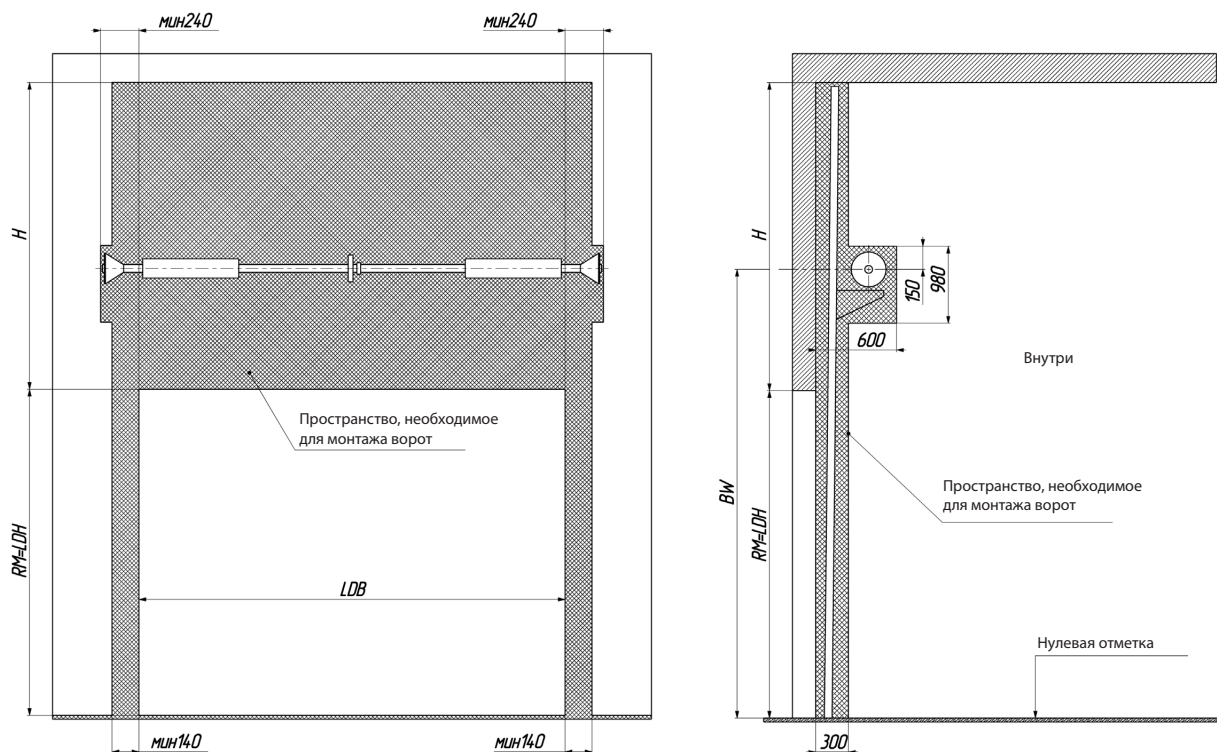 мин240
мин240
H
Пространство, необходимое
для монтажа ворот
RM=LDH
LDB
мин140
мин140
H
150
980
600
Внутри
BW
Пространство, необходимое
для монтажа ворот
RM=LDH
Нулевая отметка
300